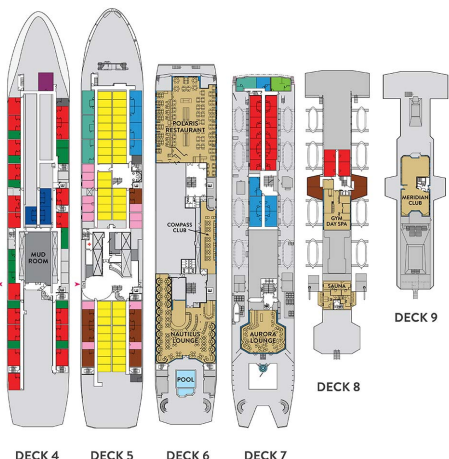 POLARIS
RESTAURANT
COMPASS
CLUB
MUD
ROOM
NAUTILUS
LOUNGE
POOL
AURORA
LOUNGE
GYM
DAY SPA
SAUNA
MERIDIAN
CLUB
DECK 4
DECK 5
DECK 6
DECK 7
DECK 8
DECK 9